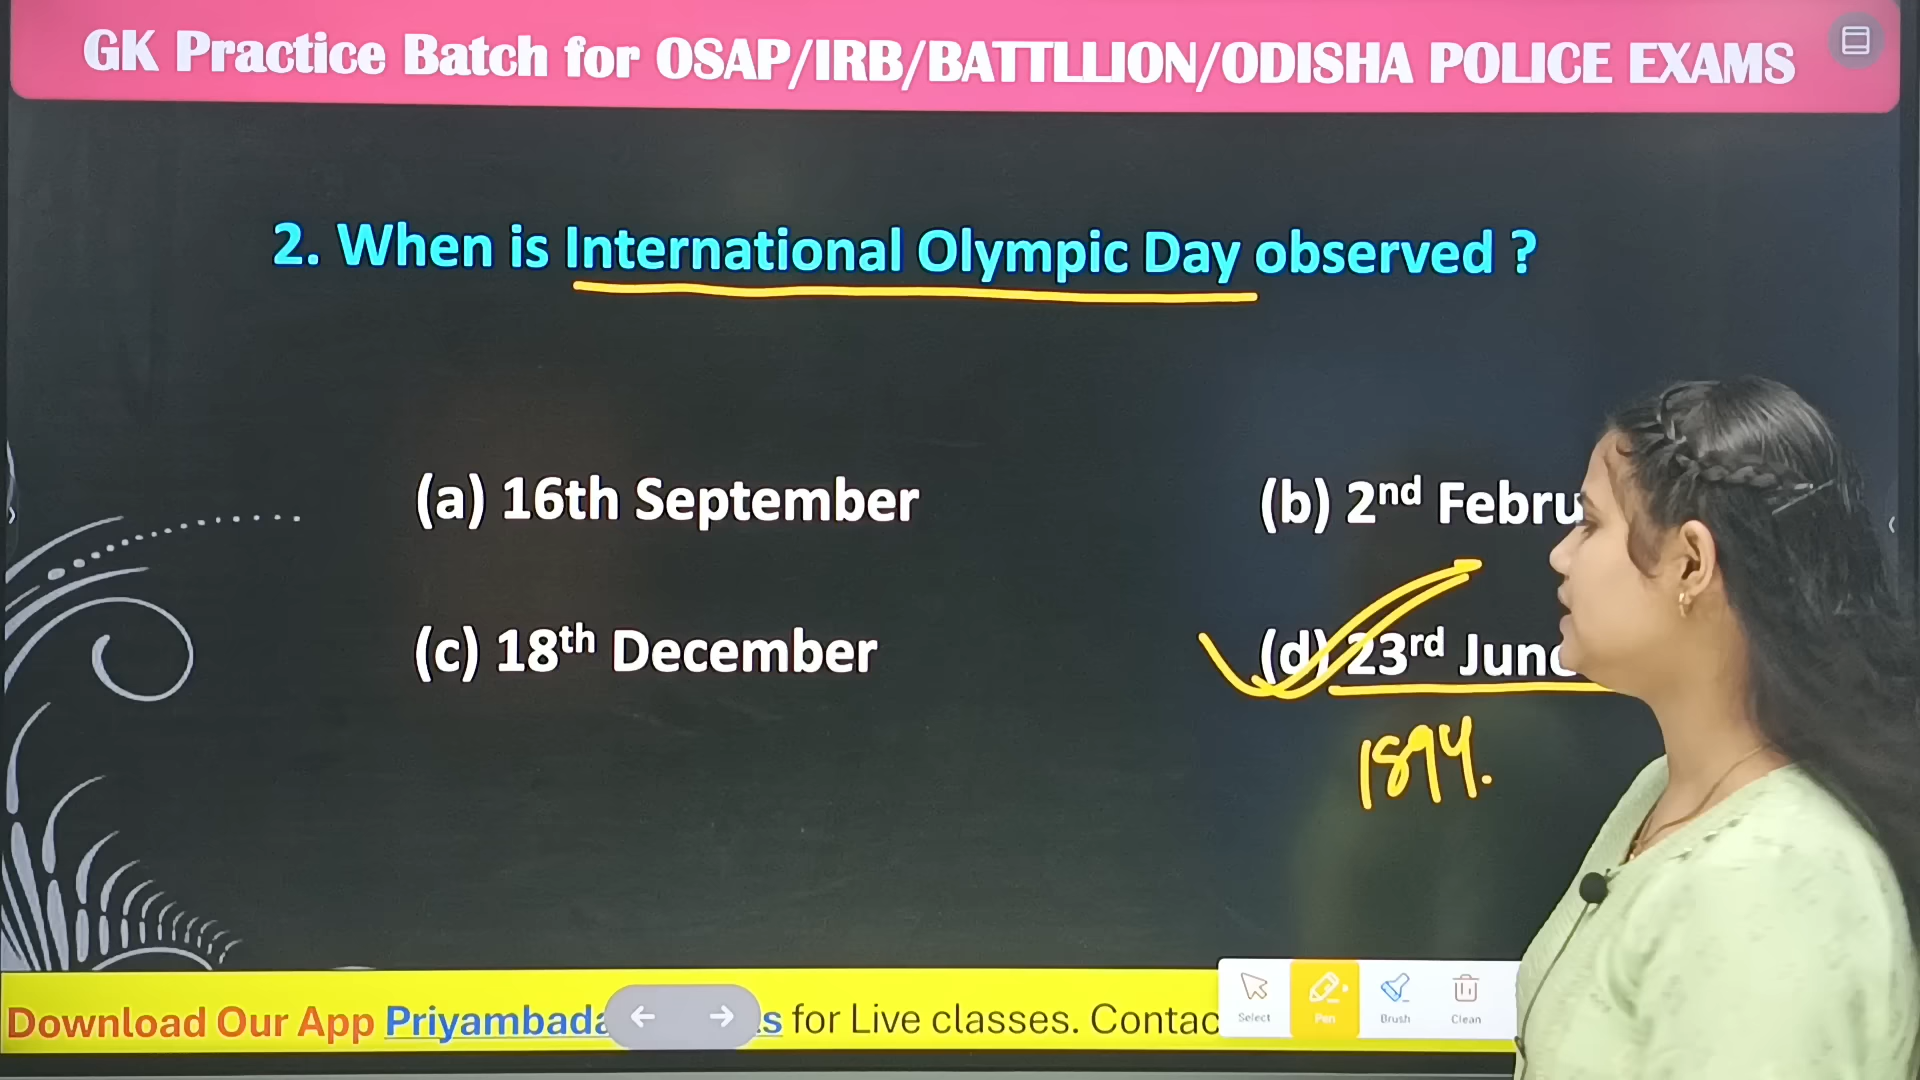 GK Practice Batch for OSAP/IRB/BATTLLION/ODISHA POLICE EXAMS
2. When is International Olympic Day observed ?
(a) 16th September
(b) 2nd Febru
(c) 18th December
(d) 23rd June
1894.
Download Our App Priyambada s for Live classes. Contac
Select
Pen
Brush
Clean